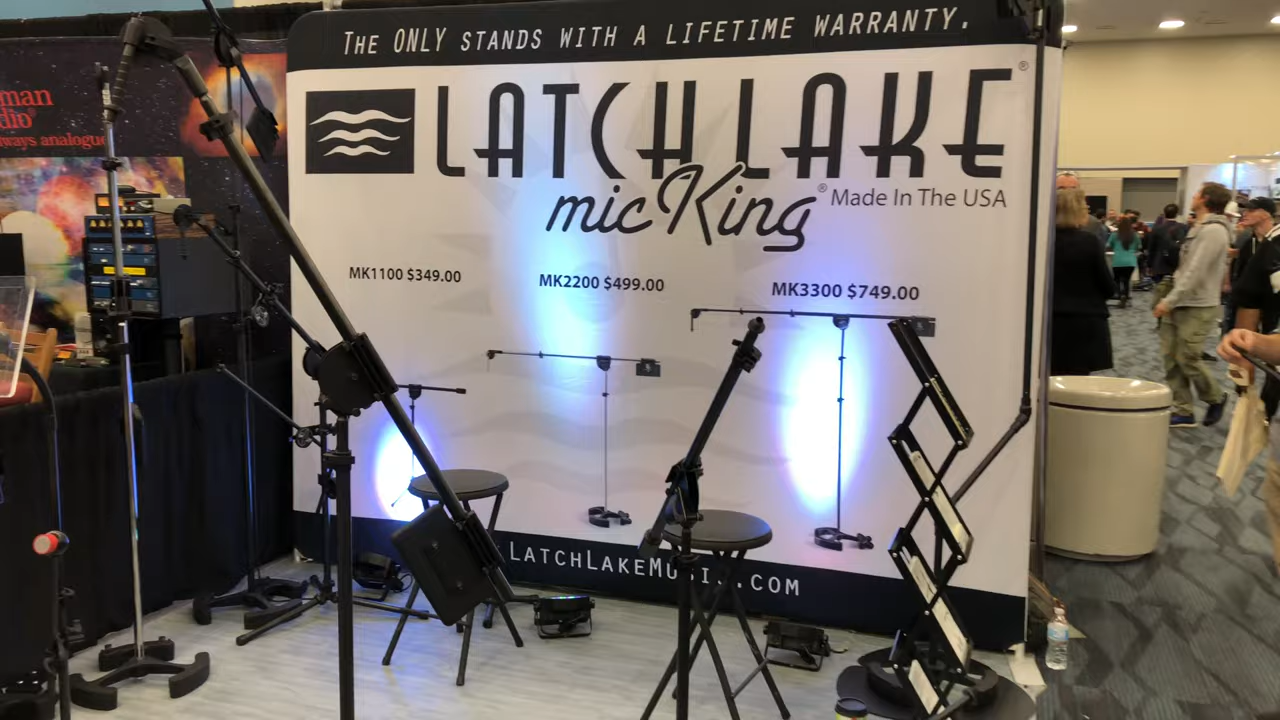 The ONLY stands with a lifetime warranty.
LATCHLAKE®
micKing® Made In The USA
MK1100 $349.00
MK2200 $499.00
MK3300 $749.00
LatchLakeMusic.com
man
dio®
ways analogue